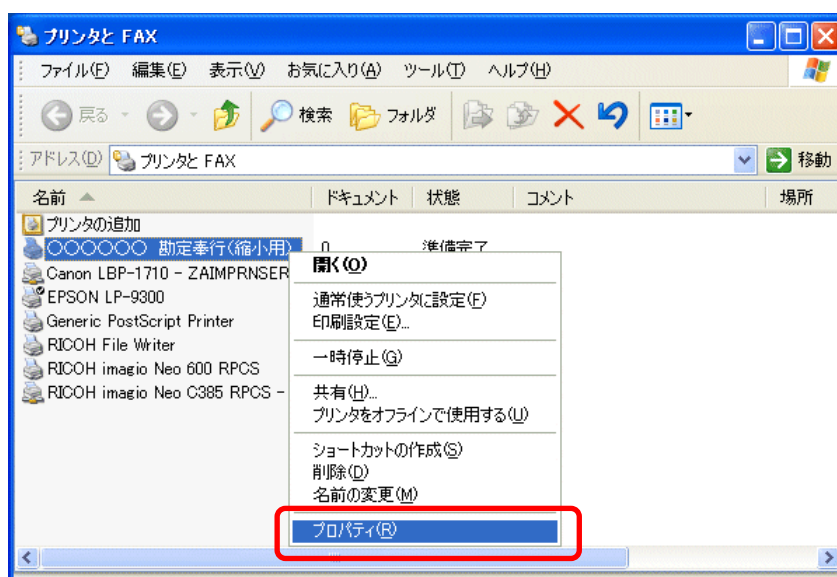 プリンタと FAX
ファイル(F) 編集(E) 表示(V) お気に入り(A) ツール(T) ヘルプ(H)
戻る 検索 フォルダ
アドレス(D) プリンタと FAX 移動
名前 ドキュメント 状態 コメント 場所
プリンタの追加
〇〇〇〇〇〇 勘定奉行(縮小用) 0 準備完了
Canon LBP-1710 - ZAIMPRNSER
EPSON LP-9300
Generic PostScript Printer
RICOH File Writer
RICOH imagio Neo 600 RPCS
RICOH imagio Neo C385 RPCS -
開く(O)
通常使うプリンタに設定(F)
印刷設定(E)...
一時停止(G)
共有(H)...
プリンタをオフラインで使用する(U)
ショートカットの作成(S)
削除(D)
名前の変更(M)
プロパティ(R)